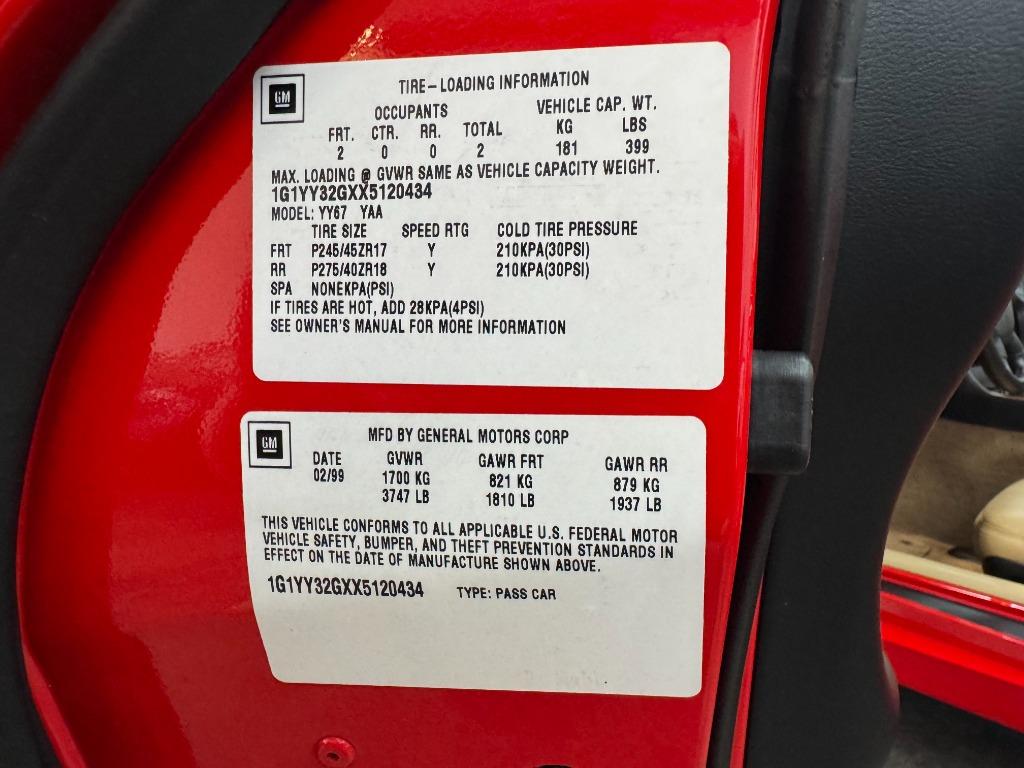 GM
TIRE-LOADING INFORMATION
OCCUPANTS VEHICLE CAP. WT.
FRT. CTR. RR. TOTAL KG LBS
2 0 0 2 181 399
MAX. LOADING @ GVWR SAME AS VEHICLE CAPACITY WEIGHT.
1G1YY32GXX5120434
MODEL: YY67 YAA
TIRE SIZE SPEED RTG COLD TIRE PRESSURE
FRT P245/45ZR17 Y 210KPA(30PSI)
RR P275/40ZR18 Y 210KPA(30PSI)
SPA NONEKPA(PSI)
IF TIRES ARE HOT, ADD 28KPA(4PSI)
SEE OWNER'S MANUAL FOR MORE INFORMATION
GM
MFD BY GENERAL MOTORS CORP
DATE GVWR GAWR FRT GAWR RR
02/99 1700 KG 821 KG 879 KG
3747 LB 1810 LB 1937 LB
THIS VEHICLE CONFORMS TO ALL APPLICABLE U.S. FEDERAL MOTOR
VEHICLE SAFETY, BUMPER, AND THEFT PREVENTION STANDARDS IN
EFFECT ON THE DATE OF MANUFACTURE SHOWN ABOVE.
1G1YY32GXX5120434 TYPE: PASS CAR